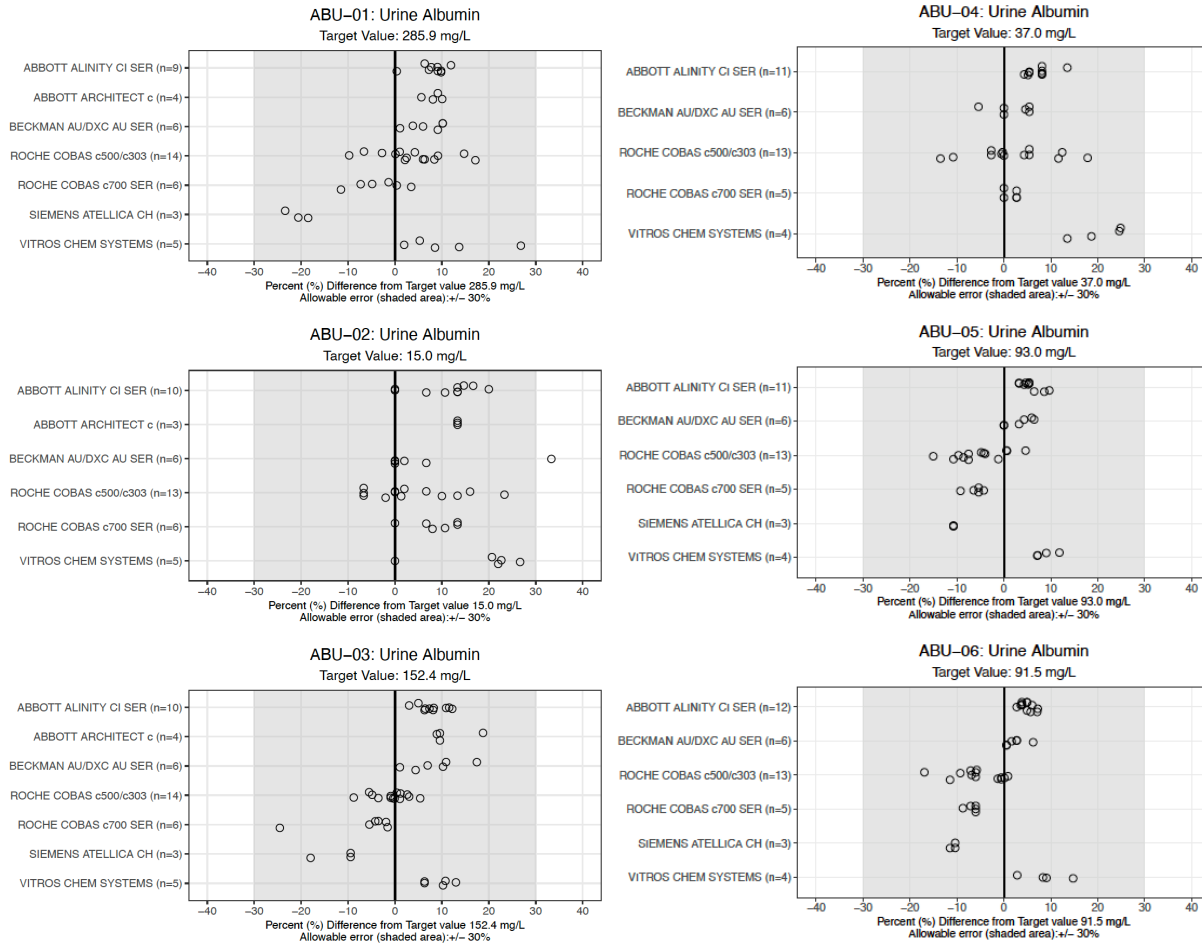 ABU−01: Urine Albumin
Target Value: 285.9 mg/L
ABBOTT ALINITY CI SER (n=9)
ABBOTT ARCHITECT c (n=4)
BECKMAN AU/DXC AU SER (n=6)
ROCHE COBAS c500/c303 (n=14)
ROCHE COBAS c700 SER (n=6)
SIEMENS ATELLICA CH (n=3)
VITROS CHEM SYSTEMS (n=5)
−40 −30 −20 −10 0 10 20 30 40
Percent (%) Difference from Target value 285.9 mg/L
Allowable error (shaded area):+/− 30%
ABU−02: Urine Albumin
Target Value: 15.0 mg/L
ABBOTT ALINITY CI SER (n=10)
ABBOTT ARCHITECT c (n=3)
BECKMAN AU/DXC AU SER (n=6)
ROCHE COBAS c500/c303 (n=13)
ROCHE COBAS c700 SER (n=6)
VITROS CHEM SYSTEMS (n=5)
−40 −30 −20 −10 0 10 20 30 40
Percent (%) Difference from Target value 15.0 mg/L
Allowable error (shaded area):+/− 30%
ABU−03: Urine Albumin
Target Value: 152.4 mg/L
ABBOTT ALINITY CI SER (n=10)
ABBOTT ARCHITECT c (n=4)
BECKMAN AU/DXC AU SER (n=6)
ROCHE COBAS c500/c303 (n=14)
ROCHE COBAS c700 SER (n=6)
SIEMENS ATELLICA CH (n=3)
VITROS CHEM SYSTEMS (n=5)
−40 −30 −20 −10 0 10 20 30 40
Percent (%) Difference from Target value 152.4 mg/L
Allowable error (shaded area):+/− 30%
ABU−04: Urine Albumin
Target Value: 37.0 mg/L
ABBOTT ALINITY CI SER (n=11)
BECKMAN AU/DXC AU SER (n=6)
ROCHE COBAS c500/c303 (n=13)
ROCHE COBAS c700 SER (n=5)
VITROS CHEM SYSTEMS (n=4)
−40 −30 −20 −10 0 10 20 30 40
Percent (%) Difference from Target value 37.0 mg/L
Allowable error (shaded area):+/− 30%
ABU−05: Urine Albumin
Target Value: 93.0 mg/L
ABBOTT ALINITY CI SER (n=11)
BECKMAN AU/DXC AU SER (n=6)
ROCHE COBAS c500/c303 (n=13)
ROCHE COBAS c700 SER (n=5)
SIEMENS ATELLICA CH (n=3)
VITROS CHEM SYSTEMS (n=4)
−40 −30 −20 −10 0 10 20 30 40
Percent (%) Difference from Target value 93.0 mg/L
Allowable error (shaded area):+/− 30%
ABU−06: Urine Albumin
Target Value: 91.5 mg/L
ABBOTT ALINITY CI SER (n=12)
BECKMAN AU/DXC AU SER (n=6)
ROCHE COBAS c500/c303 (n=13)
ROCHE COBAS c700 SER (n=5)
SIEMENS ATELLICA CH (n=3)
VITROS CHEM SYSTEMS (n=4)
−40 −30 −20 −10 0 10 20 30 40
Percent (%) Difference from Target value 91.5 mg/L
Allowable error (shaded area):+/− 30%